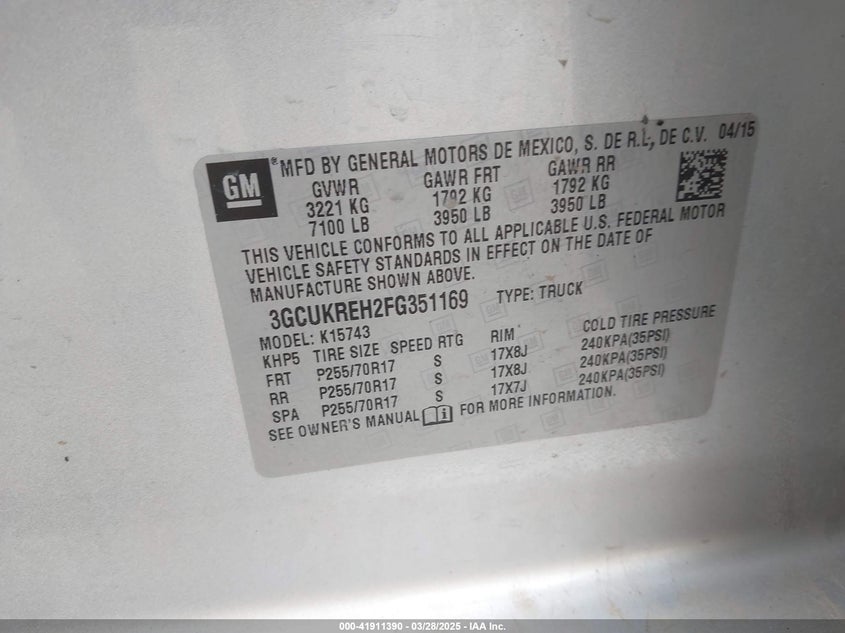 GM ® MFD BY GENERAL MOTORS DE MEXICO, S. DE R.L, DE C.V. 04/15
GVWR GAWR FRT GAWR RR
3221 KG 1792 KG 1792 KG
7100 LB 3950 LB 3950 LB
THIS VEHICLE CONFORMS TO ALL APPLICABLE U.S. FEDERAL MOTOR
VEHICLE SAFETY STANDARDS IN EFFECT ON THE DATE OF
MANUFACTURE SHOWN ABOVE.
3GCUKREH2FG351169 TYPE: TRUCK
MODEL: K15743
KHP5 TIRE SIZE SPEED RTG RIM COLD TIRE PRESSURE
FRT P255/70R17 S 17X8J 240KPA(35PSI)
RR P255/70R17 S 17X8J 240KPA(35PSI)
SPA P255/70R17 S 17X7J 240KPA(35PSI)
SEE OWNER'S MANUAL i FOR MORE INFORMATION.
000-41911390 - 03/28/2025 - IAA Inc.